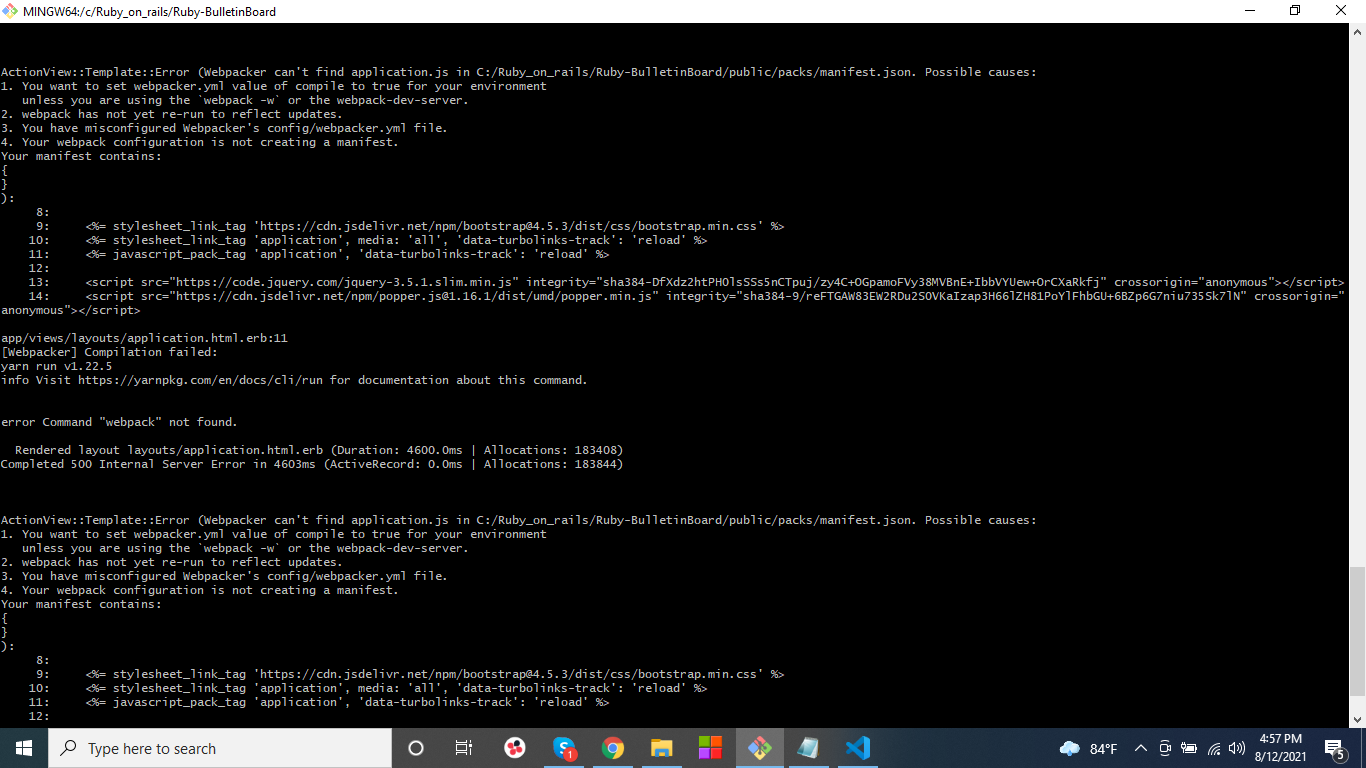 MINGW64:/c/Ruby_on_rails/Ruby-BulletinBoard
ActionView::Template::Error (Webpacker can't find application.js in C:/Ruby_on_rails/Ruby-BulletinBoard/public/packs/manifest.json. Possible causes:
1. You want to set webpacker.yml value of compile to true for your environment
   unless you are using the `webpack -w` or the webpack-dev-server.
2. webpack has not yet re-run to reflect updates.
3. You have misconfigured Webpacker's config/webpacker.yml file.
4. Your webpack configuration is not creating a manifest.
Your manifest contains:
{
}
):
     8:
     9:     <%= stylesheet_link_tag 'https://cdn.jsdelivr.net/npm/bootstrap@4.5.3/dist/css/bootstrap.min.css' %>
    10:     <%= stylesheet_link_tag 'application', media: 'all', 'data-turbolinks-track': 'reload' %>
    11:     <%= javascript_pack_tag 'application', 'data-turbolinks-track': 'reload' %>
    12:
    13:     <script src="https://code.jquery.com/jquery-3.5.1.slim.min.js" integrity="sha384-DfXdz2htPH0lsSSs5nCTpuj/zy4C+OGpamoFVy38MVBnE+IbbVYUew+OrCXaRkfj" crossorigin="anonymous"></script>
    14:     <script src="https://cdn.jsdelivr.net/npm/popper.js@1.16.1/dist/umd/popper.min.js" integrity="sha384-9/reFTGAW83EW2RDu2S0VKaIzap3H66lZH81PoYlFhbGU+6BZp6G7niu735Sk7lN" crossorigin="
anonymous"></script>
app/views/layouts/application.html.erb:11
[Webpacker] Compilation failed:
yarn run v1.22.5
info Visit https://yarnpkg.com/en/docs/cli/run for documentation about this command.
error Command "webpack" not found.
  Rendered layout layouts/application.html.erb (Duration: 4600.0ms | Allocations: 183408)
Completed 500 Internal Server Error in 4603ms (ActiveRecord: 0.0ms | Allocations: 183844)
ActionView::Template::Error (Webpacker can't find application.js in C:/Ruby_on_rails/Ruby-BulletinBoard/public/packs/manifest.json. Possible causes:
1. You want to set webpacker.yml value of compile to true for your environment
   unless you are using the `webpack -w` or the webpack-dev-server.
2. webpack has not yet re-run to reflect updates.
3. You have misconfigured Webpacker's config/webpacker.yml file.
4. Your webpack configuration is not creating a manifest.
Your manifest contains:
{
}
):
     8:
     9:     <%= stylesheet_link_tag 'https://cdn.jsdelivr.net/npm/bootstrap@4.5.3/dist/css/bootstrap.min.css' %>
    10:     <%= stylesheet_link_tag 'application', media: 'all', 'data-turbolinks-track': 'reload' %>
    11:     <%= javascript_pack_tag 'application', 'data-turbolinks-track': 'reload' %>
    12:
Type here to search
1
84°F
4:57 PM
8/12/2021
5